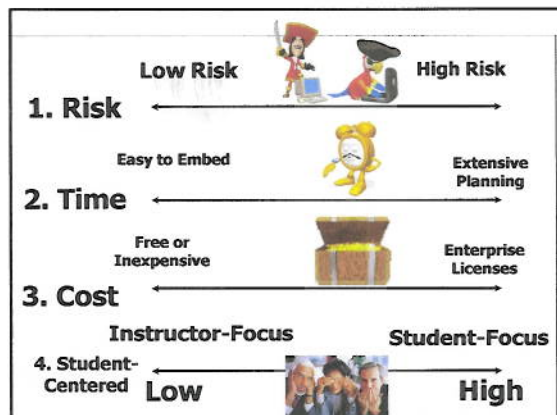 Low Risk High Risk
1. Risk
Easy to Embed Extensive
Planning
2. Time
Free or
Inexpensive Enterprise
Licenses
3. Cost
Instructor-Focus Student-Focus
4. Student-
Centered
Low High